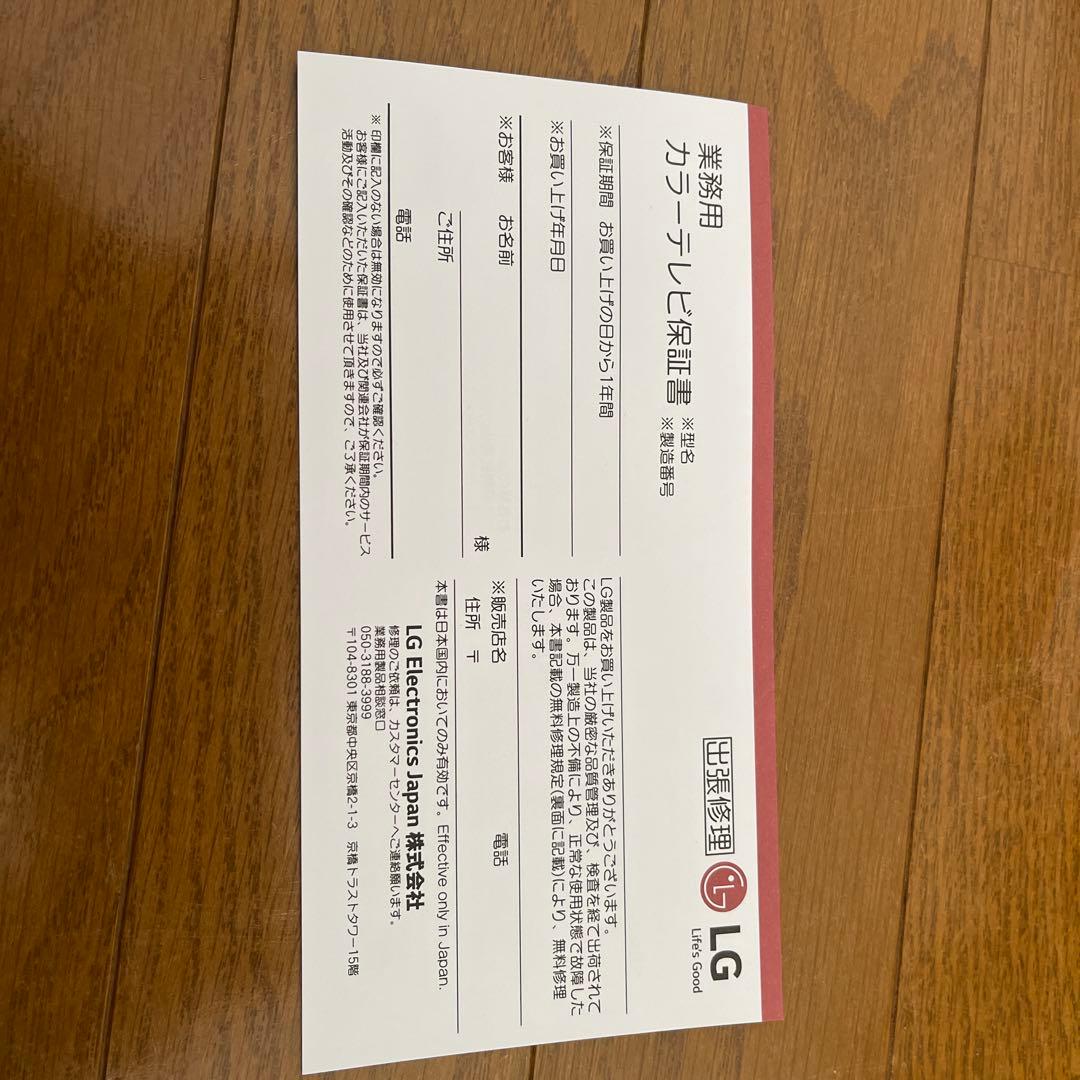 業務用
カラーテレビ保証書
※型名
※製造番号
出張修理
LG
Life's Good
※保証期間 お買い上げの日から1年間
※お買い上げ年月日
※お客様 お名前 様
ご住所
電話
※印欄に記入のない場合は無効になりますので必ずご確認ください。
お客様にご記入いただいた保証書は、当社及び関連会社が保証期間内のサービス
活動及びその確認などのために使用させて頂きますので、ご了承ください。
LG製品をお買い上げいただきありがとうございます。
この製品は、当社の厳密な品質管理及び、検査を経て出荷されて
おります。万一製造上の不備により、正常な使用状態で故障した
場合、本書記載の無料修理規定(裏面に記載)により、無料修理
いたします。
※販売店名 電話
住所 〒
本書は日本国内においてのみ有効です。Effective only in Japan.
LG Electronics Japan 株式会社
修理のご依頼は、カスタマーセンターへご連絡願います。
業務用製品相談窓口
050-3188-3999
〒104-8301 東京都中央区京橋2-1-3 京橋トラストタワー15階